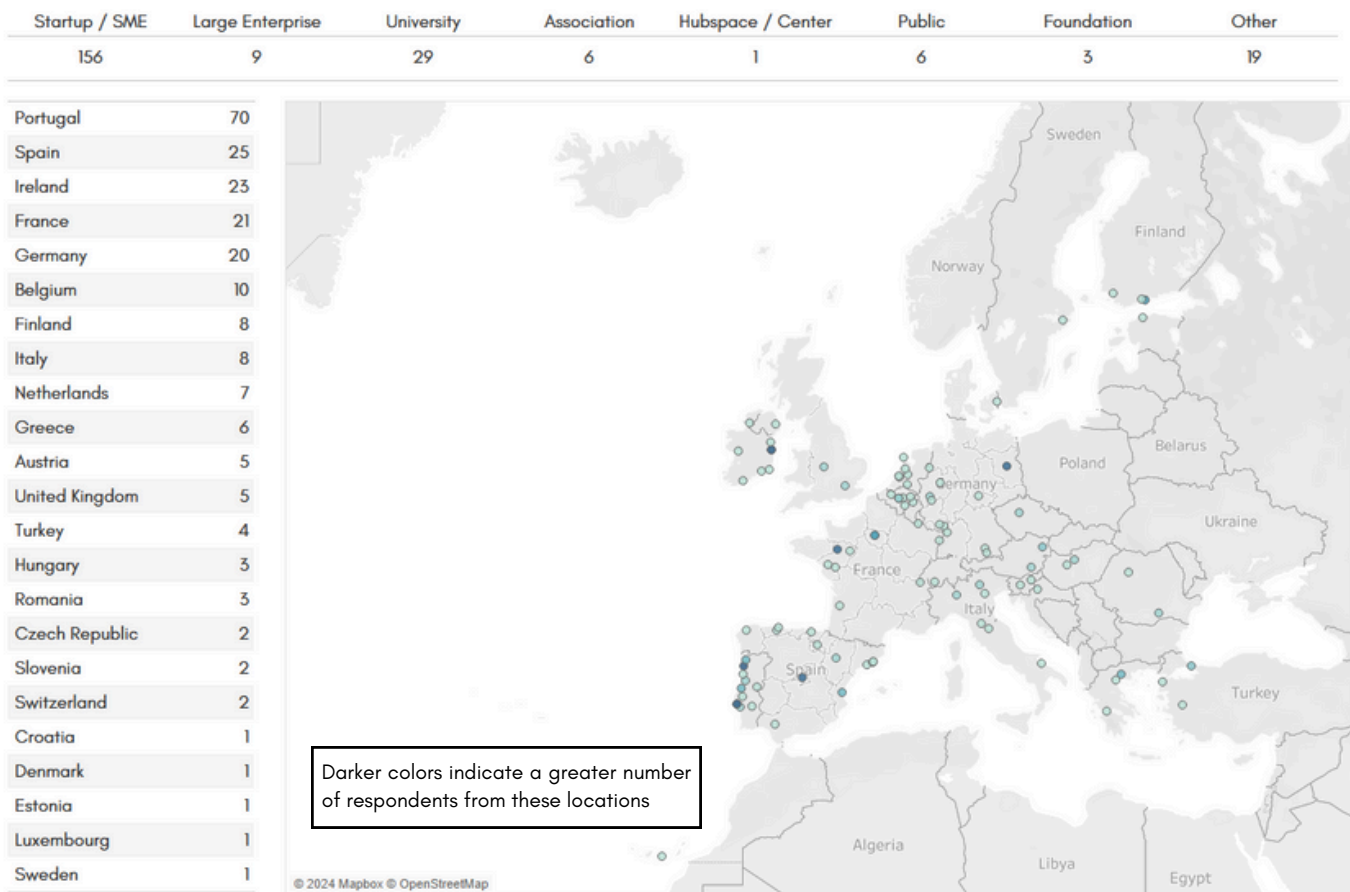 Startup / SME Large Enterprise University Association Hubspace / Center Public Foundation Other
156 9 29 6 1 6 3 19
Portugal 70
Spain 25
Ireland 23
France 21
Germany 20
Belgium 10
Finland 8
Italy 8
Netherlands 7
Greece 6
Austria 5
United Kingdom 5
Turkey 4
Hungary 3
Romania 3
Czech Republic 2
Slovenia 2
Switzerland 2
Croatia 1
Denmark 1
Estonia 1
Luxembourg 1
Sweden 1
Sweden
Finland
Norway
Belarus
Poland
Germany
Ukraine
France
Italy
Spain
Turkey
Darker colors indicate a greater number
of respondents from these locations
Algeria
Libya
Egypt
© 2024 Mapbox © OpenStreetMap